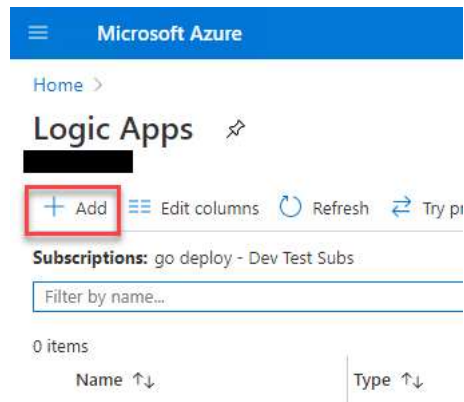 Microsoft Azure
Home >
Logic Apps
+ Add Edit columns Refresh Try
Subscriptions: go deploy - Dev Test Subs
Filter by name...
0 items
Name ↑↓ Type ↑↓